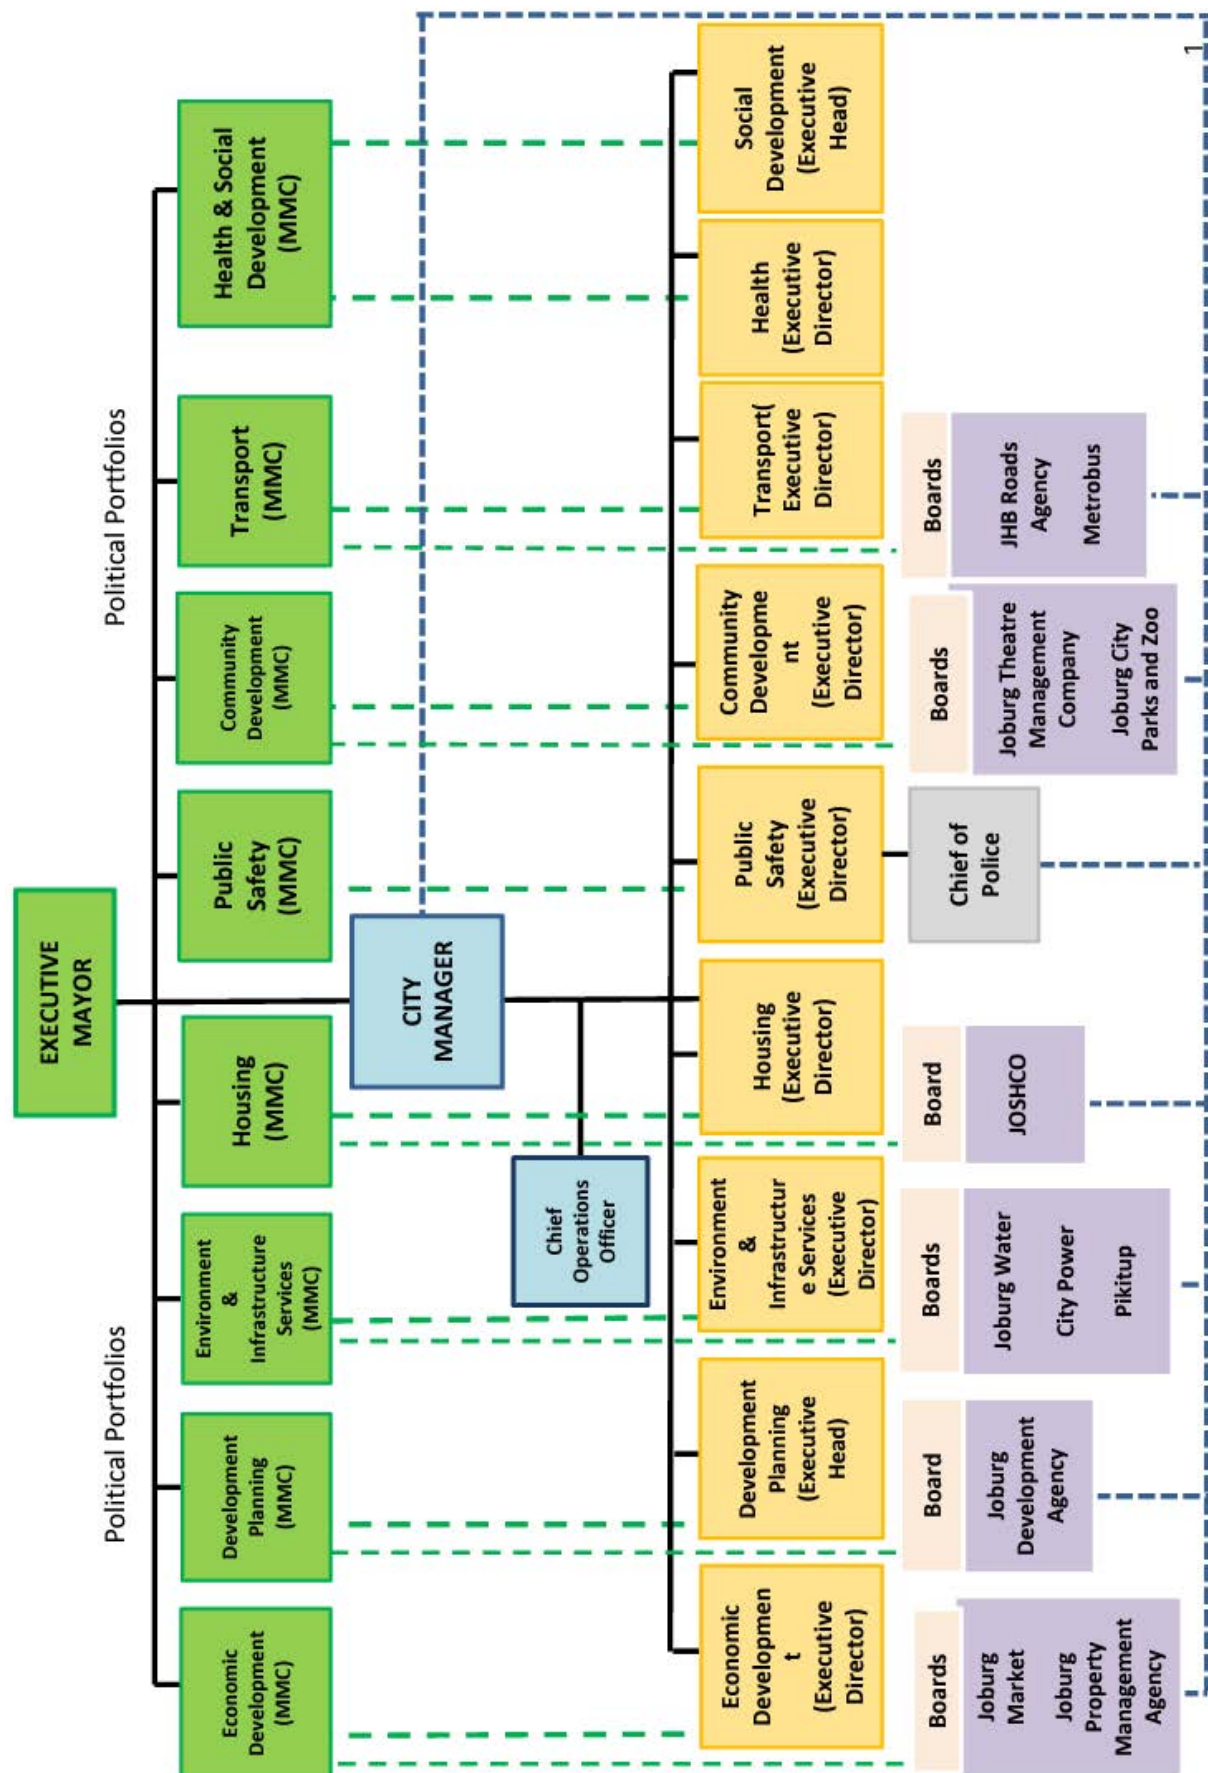 EXECUTIVE
MAYOR
Political Portfolios
Political Portfolios
Economic
Development
(MMC)
Development
Planning
(MMC)
Environment
&
Infrastructure
Services
(MMC)
Housing
(MMC)
Public
Safety
(MMC)
Community
Development
(MMC)
Transport
(MMC)
Health & Social
Development
(MMC)
CITY
MANAGER
Chief
Operations
Officer
Economic
Developmen
t
(Executive
Director)
Development
Planning
(Executive
Head)
Environment
&
Infrastructur
e Services
(Executive
Director)
Housing
(Executive
Director)
Public
Safety
(Executive
Director)
Community
Developme
nt
(Executive
Director)
Transport(
Executive
Director)
Health
(Executive
Director)
Social
Development
(Executive
Head)
Boards
Joburg
Market
Joburg
Property
Management
Agency
Board
Joburg
Development
Agency
Boards
Joburg Water
City Power
Pikitup
Board
JOSHCO
Chief of
Police
Boards
Joburg Theatre
Management
Company
Joburg City
Parks and Zoo
Boards
JHB Roads
Agency
Metrobus
1